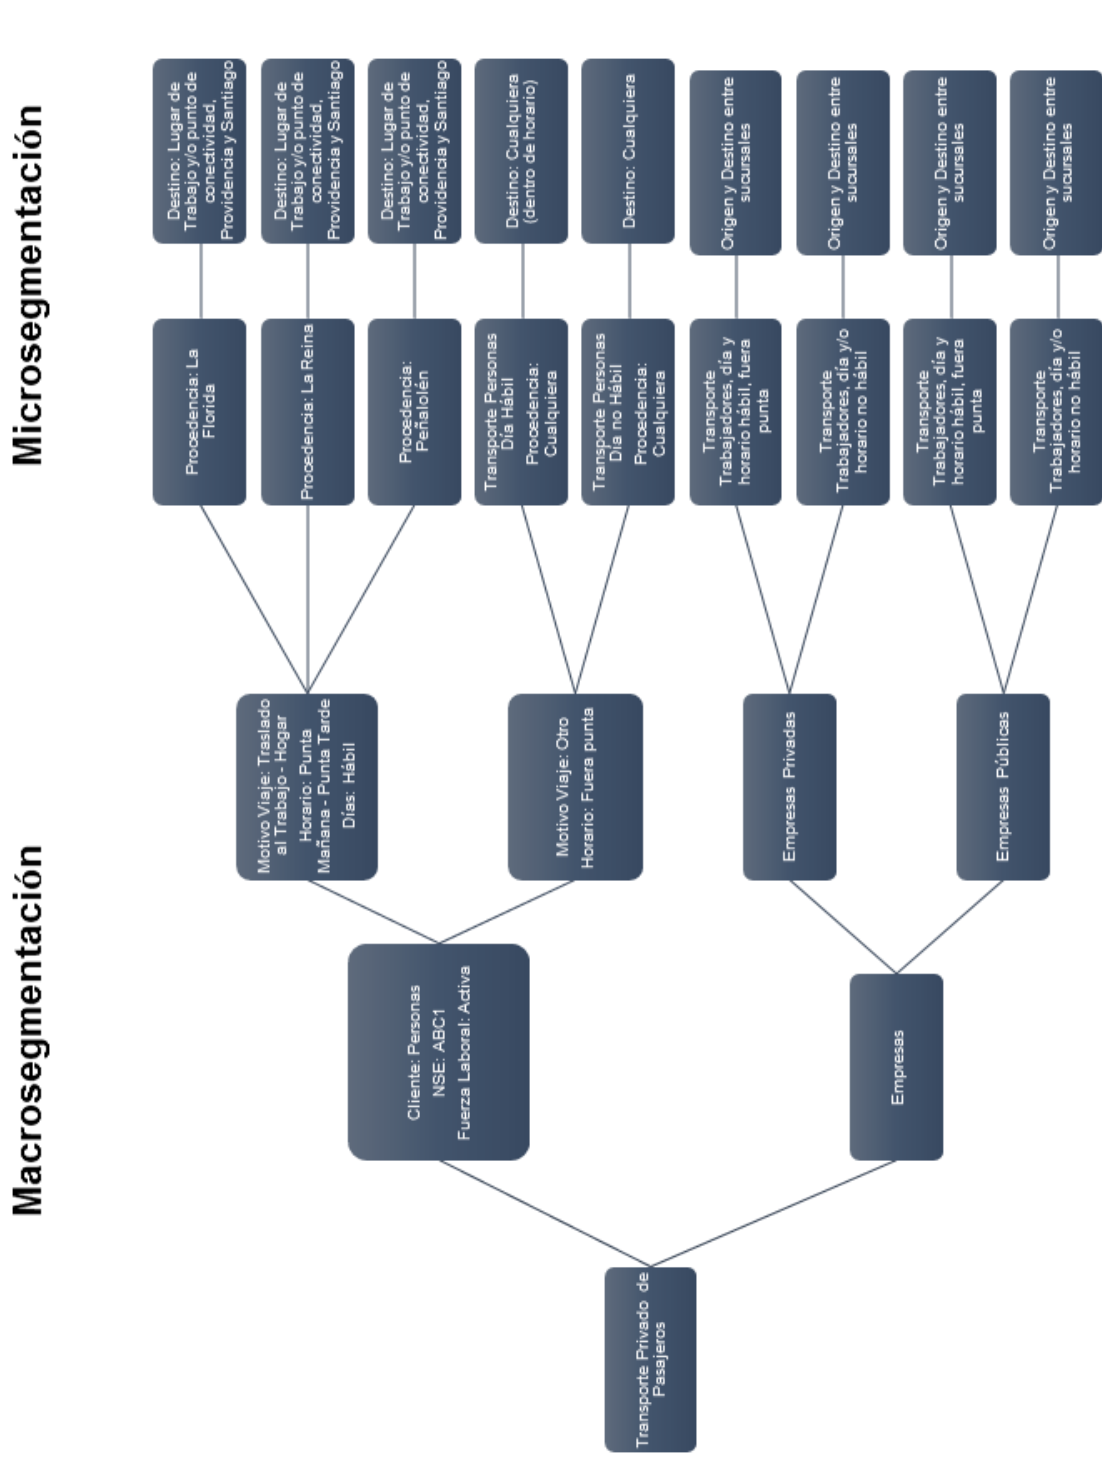 Macrosegmentación
Microsegmentación
Transporte Privado de
Pasajeros
Cliente: Personas
NSE: ABC1
Fuerza Laboral: Activa
Empresas
Motivo Viaje: Traslado
al Trabajo - Hogar
Horario: Punta
Mañana - Punta Tarde
Días: Hábil
Motivo Viaje: Otro
Horario: Fuera punta
Empresas Privadas
Empresas Públicas
Procedencia: La
Florida
Procedencia: La Reina
Procedencia:
Peñalolén
Transporte Personas
Día Hábil
Procedencia:
Cualquiera
Transporte Personas
Día no Hábil
Procedencia:
Cualquiera
Transporte
Trabajadores, día y
horario hábil, fuera
punta
Transporte
Trabajadores, día y/o
horario no hábil
Transporte
Trabajadores, día y
horario hábil, fuera
punta
Transporte
Trabajadores, día y/o
horario no hábil
Destino: Lugar de
Trabajo y/o punto de
conectividad,
Providencia y Santiago
Destino: Lugar de
Trabajo y/o punto de
conectividad,
Providencia y Santiago
Destino: Lugar de
Trabajo y/o punto de
conectividad,
Providencia y Santiago
Destino: Cualquiera
(dentro de horario)
Destino: Cualquiera
Origen y Destino entre
sucursales
Origen y Destino entre
sucursales
Origen y Destino entre
sucursales
Origen y Destino entre
sucursales